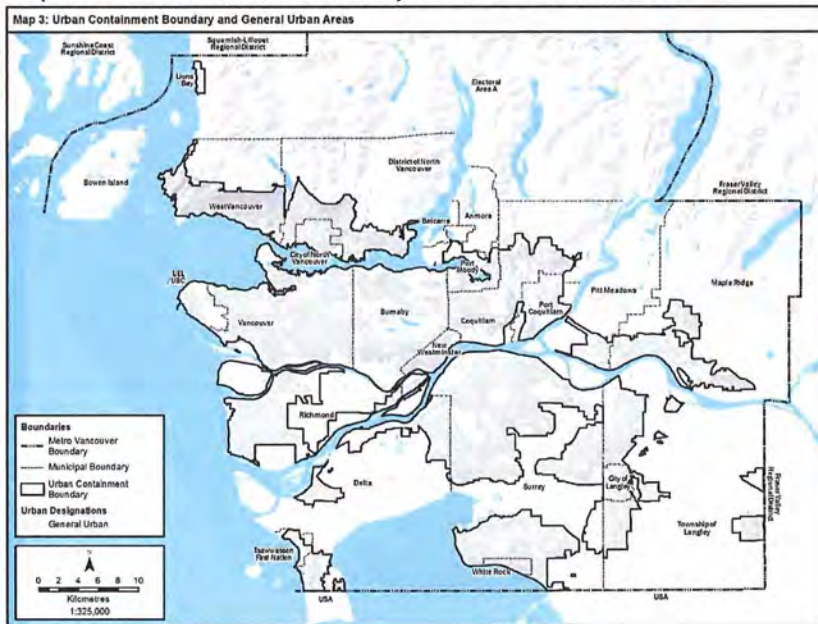 Map 3: Urban Containment Boundary and General Urban Areas
Sunshine Coast
Regional District
Squamish-Lillooet
Regional District
Lions
Bay
Electoral
Area A
Bowen Island
District of North
Vancouver
Fraser Valley
Regional District
West Vancouver
Belcarra
Anmore
City of North
Vancouver
Port
Moody
UEL
/UBC
Pitt Meadows
Maple Ridge
Vancouver
Burnaby
Coquitlam
Port
Coquitlam
New
Westminster
Richmond
Delta
Surrey
City of
Langley
Fraser Valley
Regional District
Township of
Langley
Tsawwassen
First Nation
White Rock
USA
USA
Boundaries
Metro Vancouver
Boundary
Municipal Boundary
Urban Containment
Boundary
Urban Designations
General Urban
N
0 2 4 6 8 10
Kilometres
1:325,000